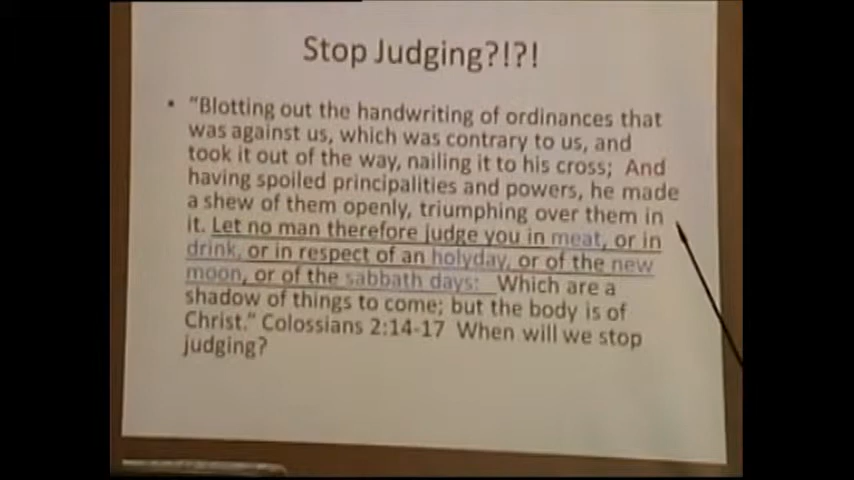 Stop Judging?!?!
• “Blotting out the handwriting of ordinances that
was against us, which was contrary to us, and
took it out of the way, nailing it to his cross; And
having spoiled principalities and powers, he made
a shew of them openly, triumphing over them in
it. Let no man therefore judge you in meat, or in
drink, or in respect of an holyday, or of the new
moon, or of the sabbath days: Which are a
shadow of things to come; but the body is of
Christ.” Colossians 2:14-17 When will we stop
judging?